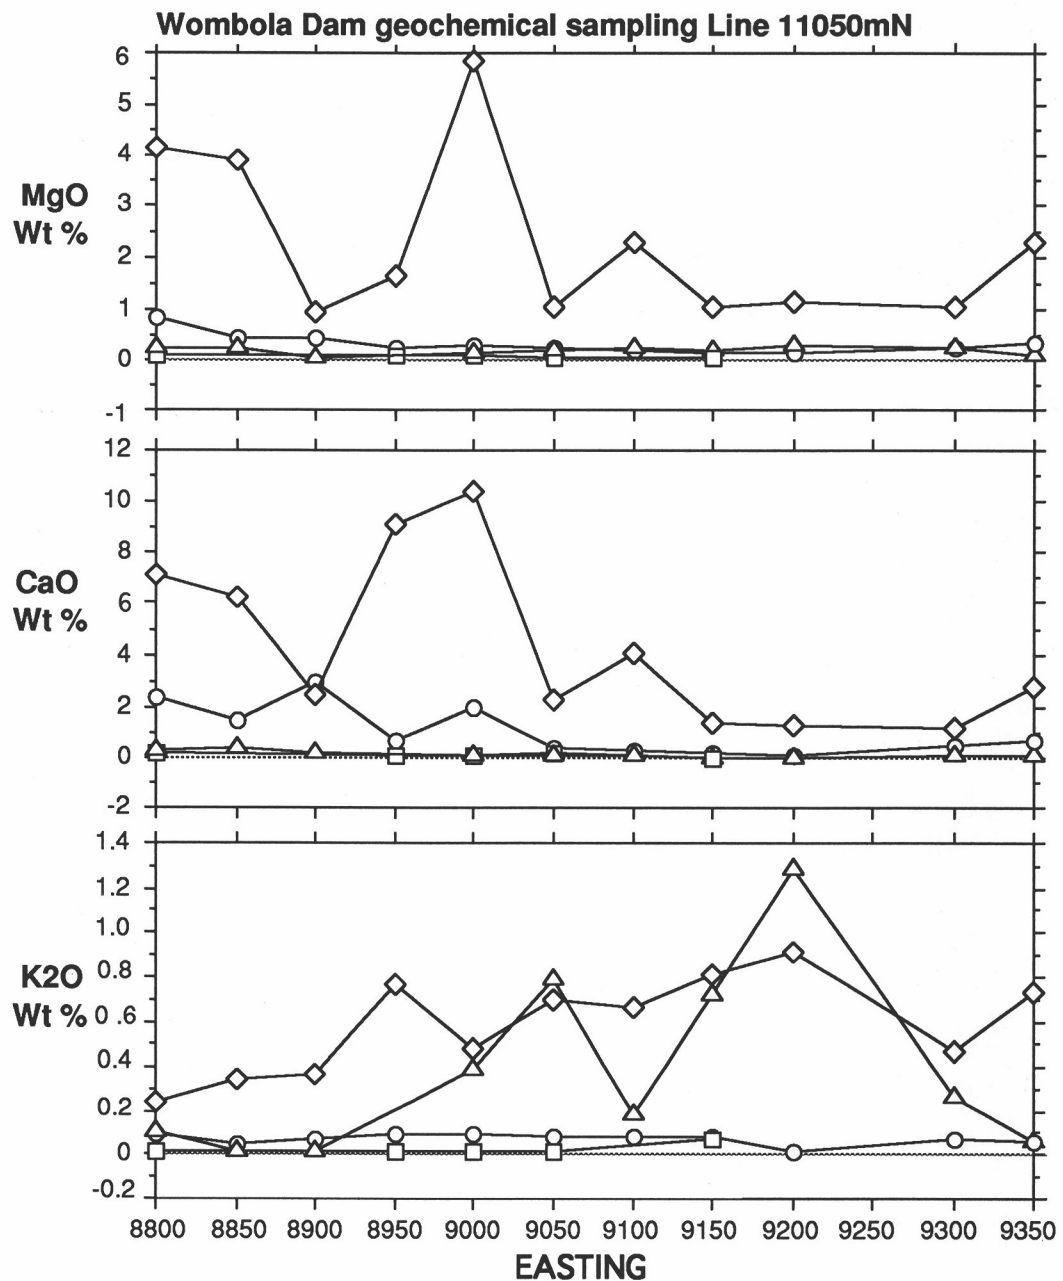 Wombola Dam geochemical sampling Line 11050mN
6
5
4
MgO
3
Wt %
2
1
0
-1
12
10
8
CaO
6
Wt %
4
2
0
-2
1.4
1.2
1.0
K2O
0.8
Wt %
0.6
0.4
0.2
0
-0.2
8800 8850 8900 8950 9000 9050 9100 9150 9200 9250 9300 9350
EASTING